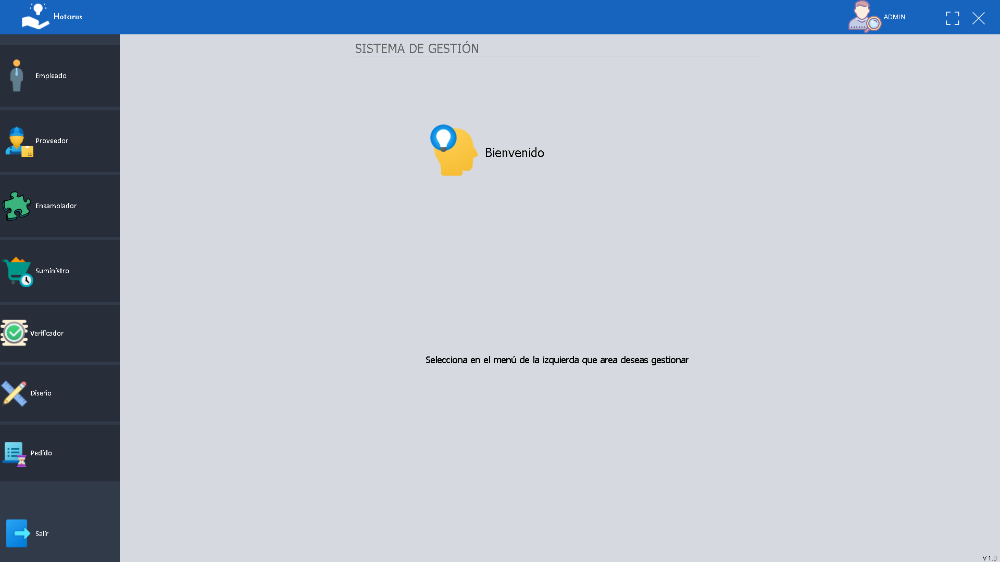 Hotarus
ADMIN
SISTEMA DE GESTIÓN
Empleado
Proveedor
Ensamblador
Suministro
Verificador
Diseño
Pedido
Salir
Bienvenido
Selecciona en el menú de la izquierda que area deseas gestionar
V 1.0